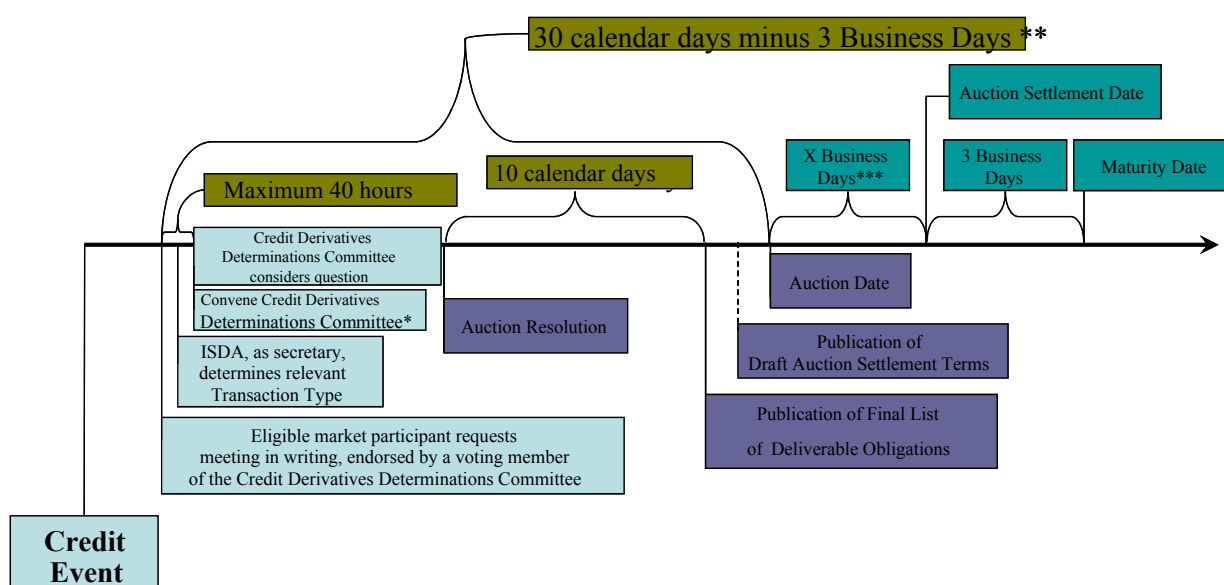 30 calendar days minus 3 Business Days **
Auction Settlement Date
X Business
Days***
3 Business
Days
Maturity Date
10 calendar days
Maximum 40 hours
Credit Derivatives
Determinations Committee
considers question
Convene Credit Derivatives
Determinations Committee*
ISDA, as secretary,
determines relevant
Transaction Type
Eligible market participant requests
meeting in writing, endorsed by a voting member
of the Credit Derivatives Determinations Committee
Auction Resolution
Auction Date
Publication of
Draft Auction Settlement Terms
Publication of Final List
of Deliverable Obligations
Credit
Event